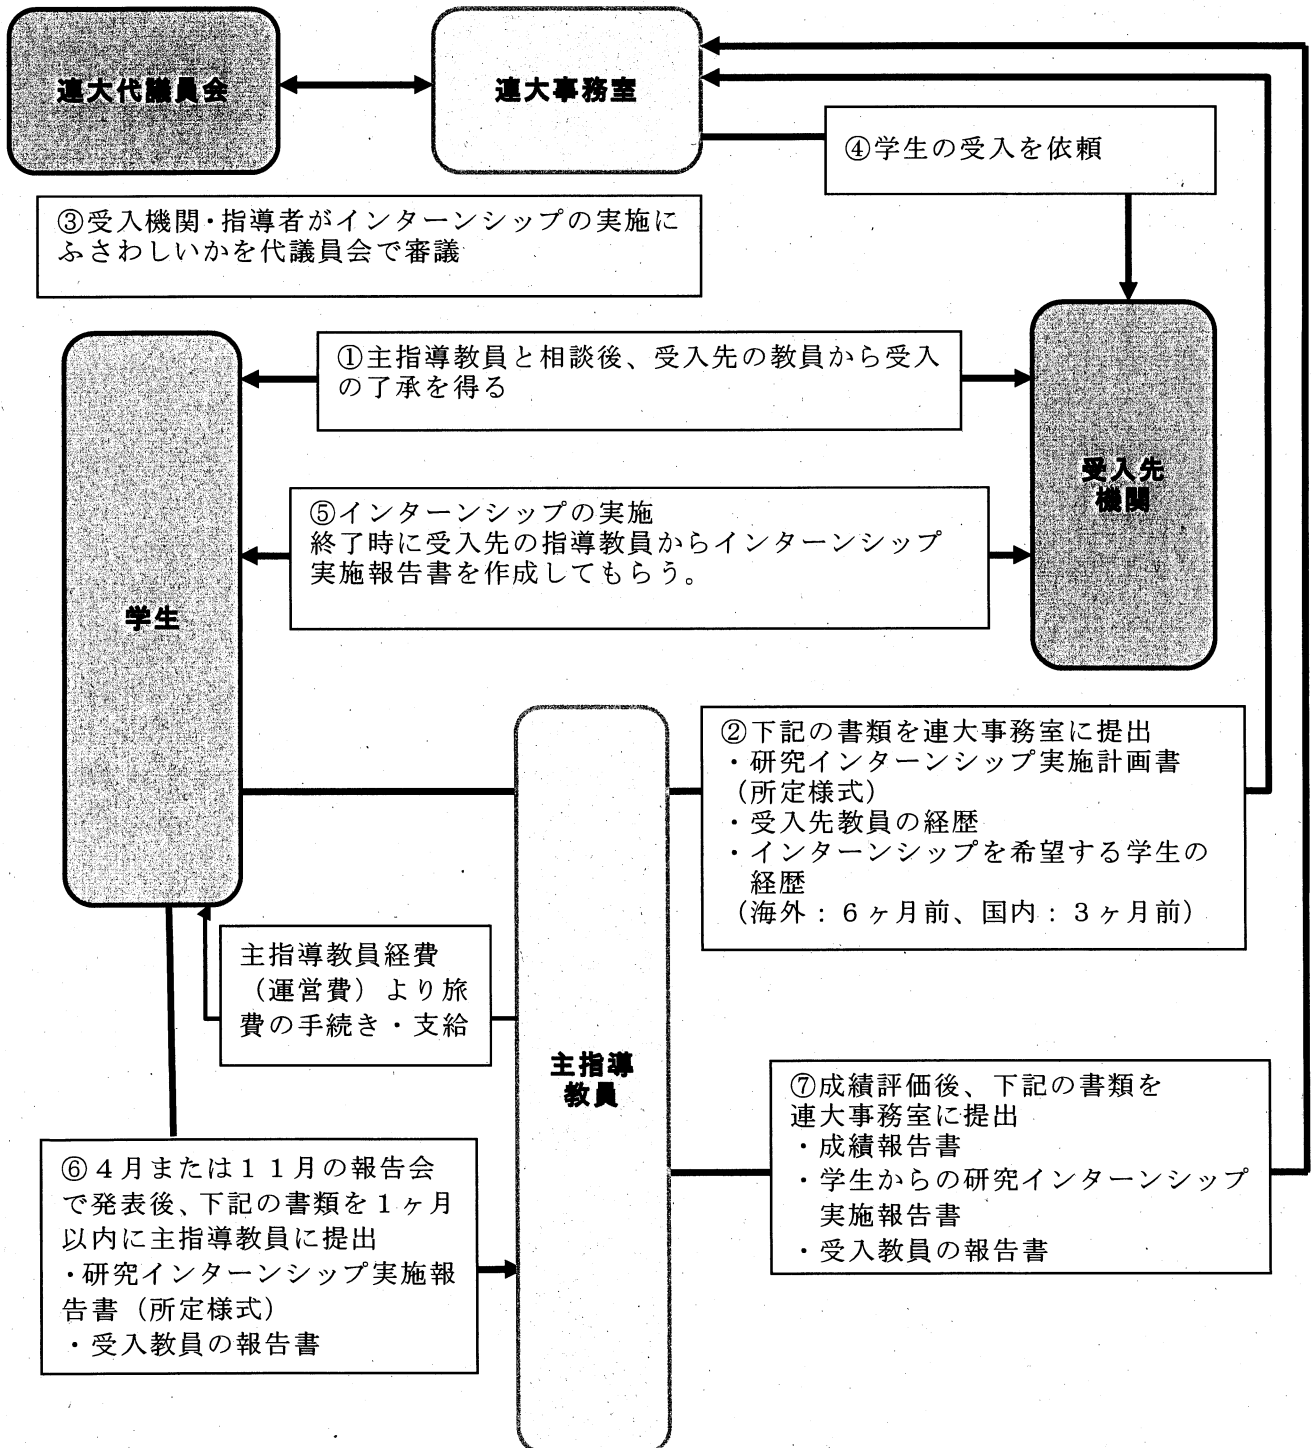 連大代議員会
連大事務室
④学生の受入を依頼
③受入機関・指導者がインターンシップの実施に
ふさわしいかを代議員会で審議
①主指導教員と相談後、受入先の教員から受入
の了承を得る
受入先
機関
⑤インターンシップの実施
終了時に受入先の指導教員からインターンシップ
実施報告書を作成してもらう。
学生
②下記の書類を連大事務室に提出
・研究インターンシップ実施計画書
（所定様式）
・受入先教員の経歴
・インターンシップを希望する学生の
経歴
（海外：６ヶ月前、国内：３ヶ月前）
主指導教員経費
（運営費）より旅
費の手続き・支給
主指導
教員
⑦成績評価後、下記の書類を
連大事務室に提出
・成績報告書
・学生からの研究インターンシップ
実施報告書
・受入教員の報告書
⑥４月または１１月の報告会
で発表後、下記の書類を１ヶ月
以内に主指導教員に提出
・研究インターンシップ実施報
告書（所定様式）
・受入教員の報告書